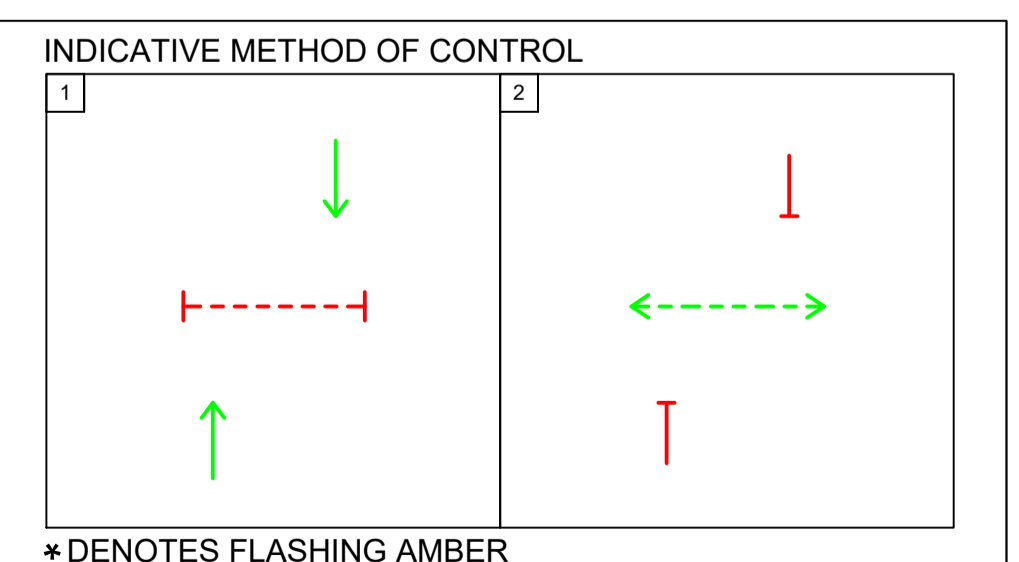 INDICATIVE METHOD OF CONTROL
1
2
* DENOTES FLASHING AMBER